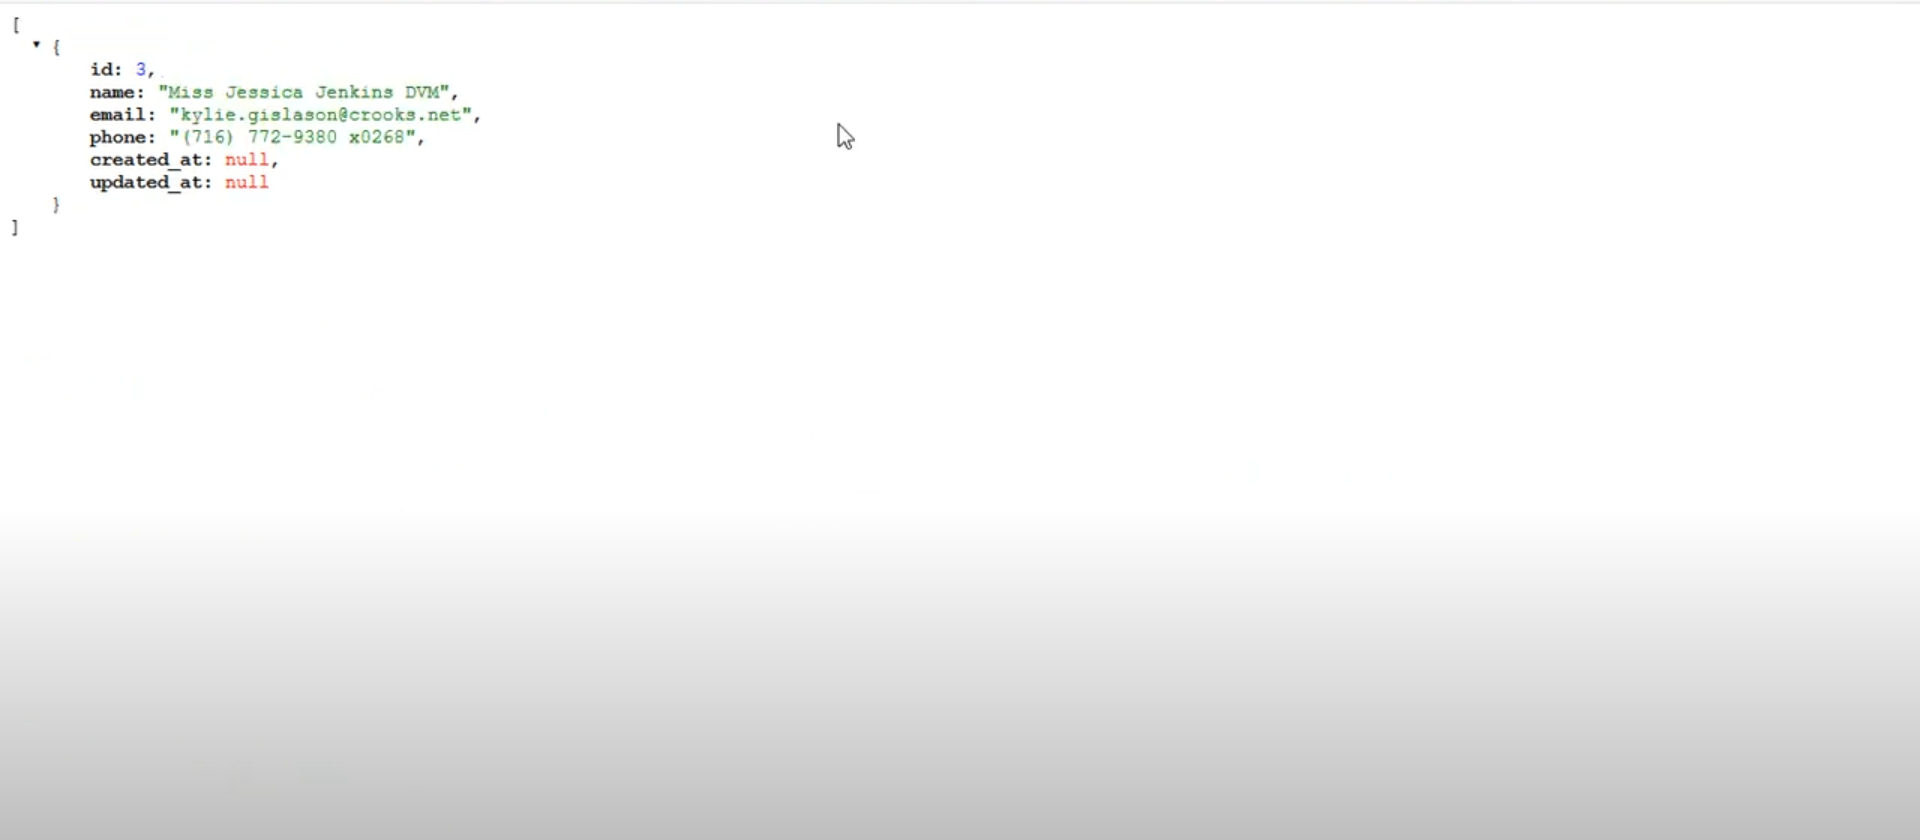 [
{
id: 3,
name: "Miss Jessica Jenkins DVM",
email: "kylie.gislason@crooks.net",
phone: "(716) 772-9380 x0268",
created_at: null,
updated_at: null
}
]